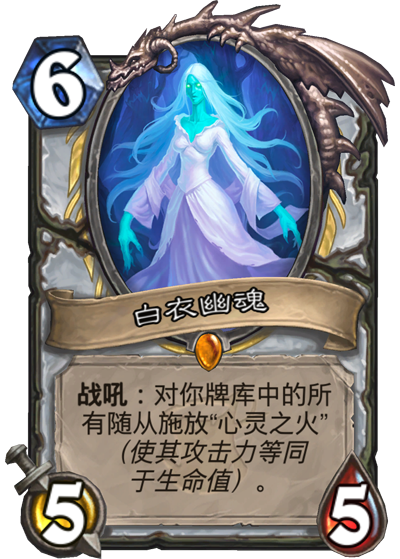 6
白衣幽魂
战吼：对你牌库中的所
有随从施放“心灵之火”
（使其攻击力等同
于生命值）。
5
5